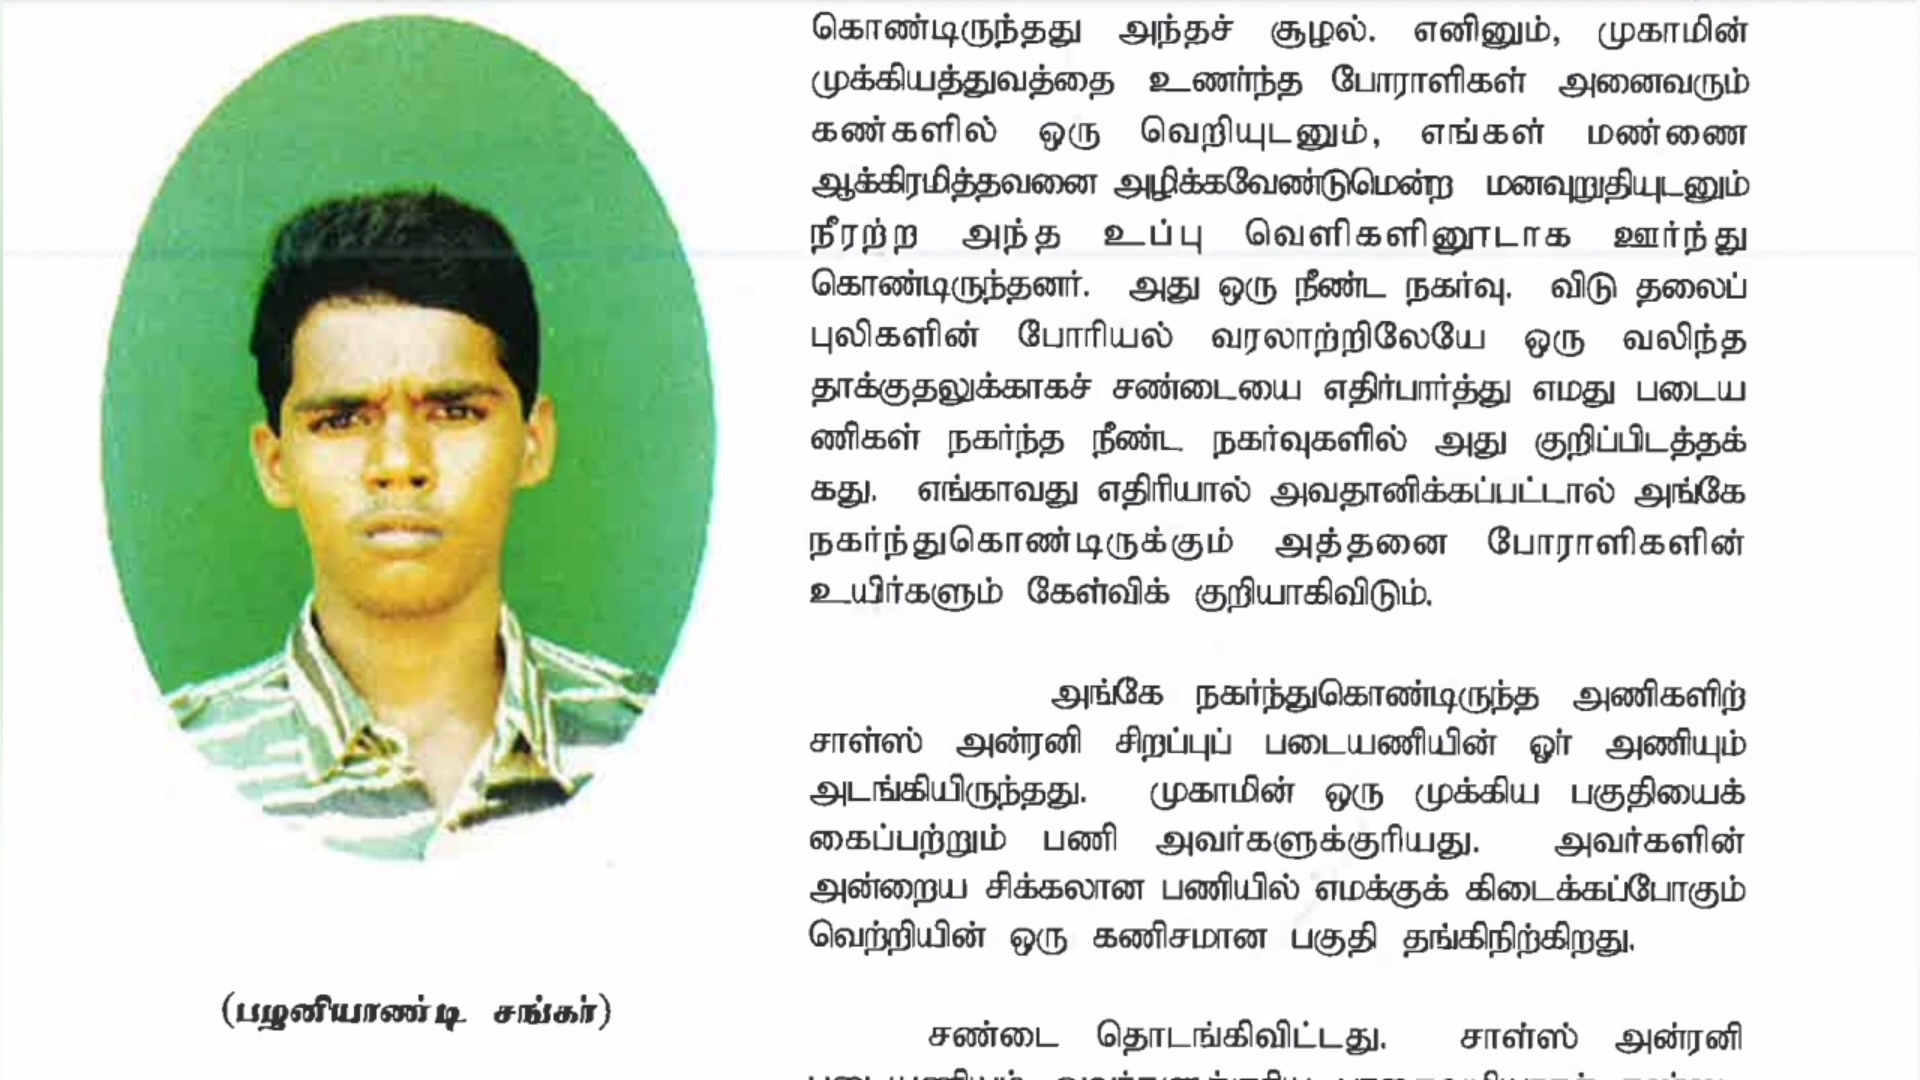 கொண்டிருந்தது அந்தச் சூழல். எனினும், முகாமின்
முக்கியத்துவத்தை உணர்ந்த போராளிகள் அனைவரும்
கண்களில் ஒரு வெறியுடனும், எங்கள் மண்ணை
ஆக்கிரமித்தவனை அழிக்கவேண்டுமென்ற மனவுறுதியுடனும்
நீரற்ற அந்த உப்பு வெளிகளினூடாக ஊர்ந்து
கொண்டிருந்தனர். அது ஒரு நீண்ட நகர்வு. விடு தலைப்
புலிகளின் போரியல் வரலாற்றிலேயே ஒரு வலிந்த
தாக்குதலுக்காகச் சண்டையை எதிர்பார்த்து எமது படைய
ணிகள் நகர்ந்த நீண்ட நகர்வுகளில் அது குறிப்பிடத்தக்
கது. எங்காவது எதிரியால் அவதானிக்கப்பட்டால் அங்கே
நகர்ந்துகொண்டிருக்கும் அத்தனை போராளிகளின்
உயிர்களும் கேள்விக் குறியாகிவிடும்.
அங்கே நகர்ந்துகொண்டிருந்த அணிகளிற்
சாள்ஸ் அன்ரனி சிறப்புப் படையணியின் ஓர் அணியும்
அடங்கியிருந்தது. முகாமின் ஒரு முக்கிய பகுதியைக்
கைப்பற்றும் பணி அவர்களுக்குரியது. அவர்களின்
அன்றைய சிக்கலான பணியில் எமக்குக் கிடைக்கப்போகும்
வெற்றியின் ஒரு கணிசமான பகுதி தங்கிநிற்கிறது.
சண்டை தொடங்கிவிட்டது. சாள்ஸ் அன்ரனி
(பழனியாண்டி சங்கர்)